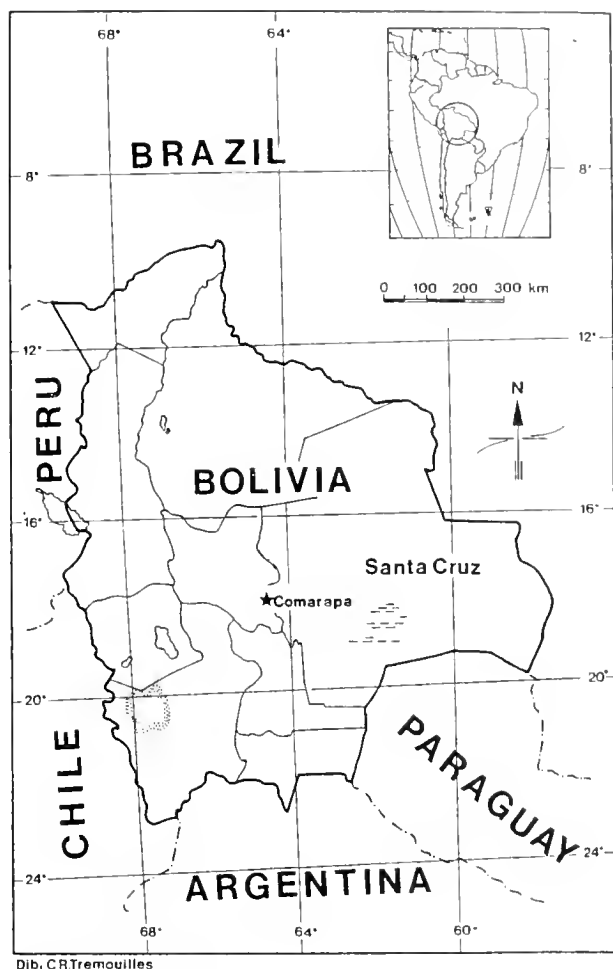 68° 64°
BRAZIL
8° 8°
0 100 200 300 km
12° 12°
N
PERU
BOLIVIA
16° 16°
Santa Cruz
★Comarapa
20° 20°
CHILE
PARAGUAY
24° 24°
ARGENTINA
68° 64° 60°
Dib. C.R.Tremouilles